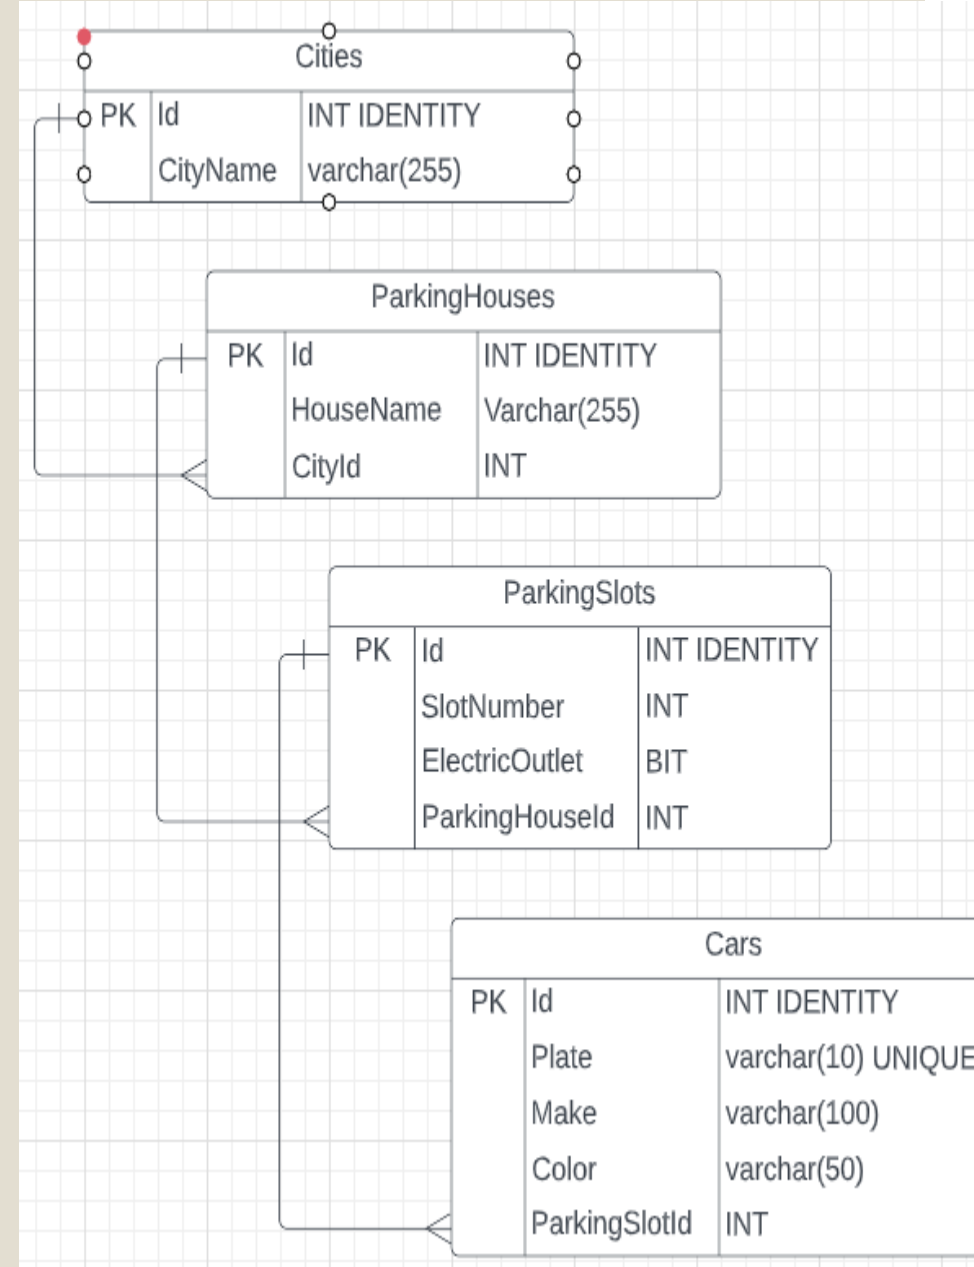 Cities
PK Id INT IDENTITY
CityName varchar(255)
ParkingHouses
PK Id INT IDENTITY
HouseName Varchar(255)
CityId INT
ParkingSlots
PK Id INT IDENTITY
SlotNumber INT
ElectricOutlet BIT
ParkingHouseId INT
Cars
PK Id INT IDENTITY
Plate varchar(10) UNIQUE
Make varchar(100)
Color varchar(50)
ParkingSlotId INT